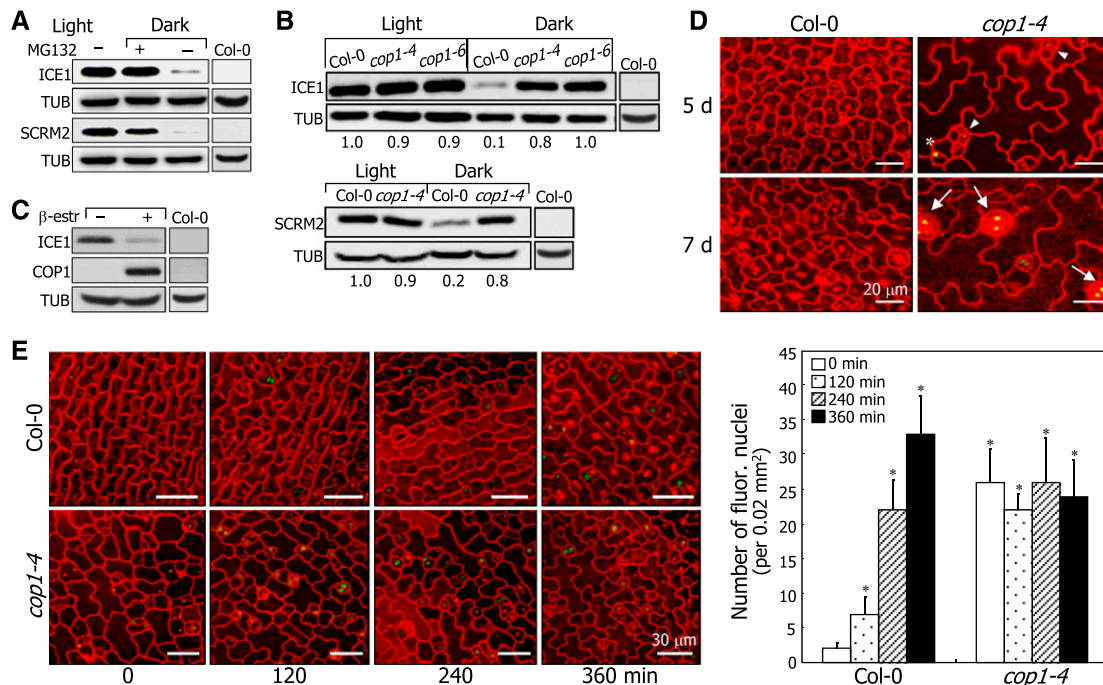 A
Light Dark
MG132 – + – Col-0
ICE1
TUB
SCRM2
TUB
B
Light Dark
Col-0 cop1-4 cop1-6 Col-0 cop1-4 cop1-6 Col-0
ICE1
TUB
1.0 0.9 0.9 0.1 0.8 1.0
Light Dark
Col-0 cop1-4 Col-0 cop1-4 Col-0
SCRM2
TUB
1.0 0.9 0.2 0.8
C
β-estr – + Col-0
ICE1
COP1
TUB
D
Col-0 cop1-4
5 d
*
7 d
20 µm
E
Col-0
cop1-4
30 µm
0 120 240 360 min
Number of fluor. nuclei
(per 0.02 mm²)
45
40
35
30
25
20
15
10
5
0
0 min
120 min
240 min
360 min
* * * * * * *
Col-0 cop1-4